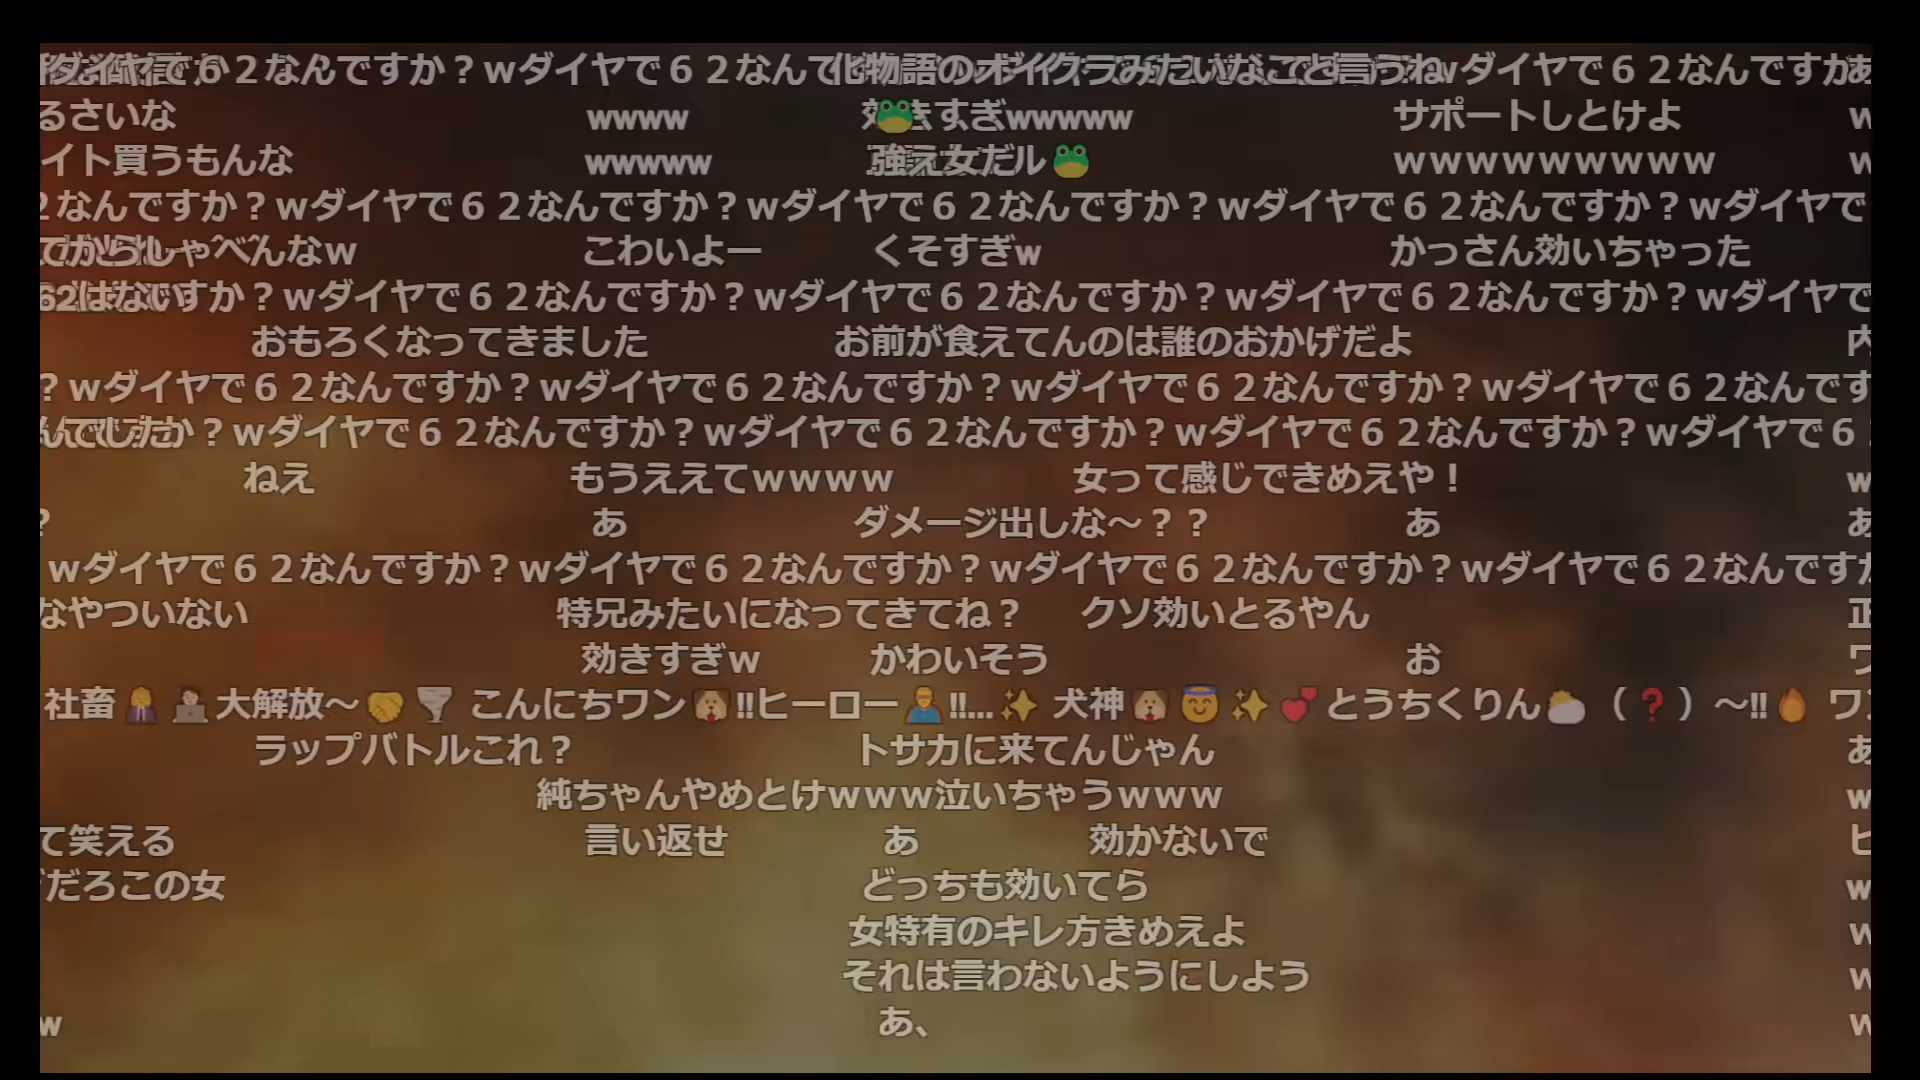 ダイヤで６２なんですか？ｗダイヤで６２なんで
化物語のボイクラみたいなこと言うね ｗダイヤで６２なんですか
るさいな wwww 効きすぎwwwww サポートしとけよ w
イト買うもんな wwwww 強え女だ ル🐸 ｗｗｗｗｗｗｗｗｗ w
２なんですか？ｗダイヤで６２なんですか？ｗダイヤで６２なんですか？ｗダイヤで６２なんですか？ｗダイヤで
てからしゃべんなｗ こわいよー くそすぎw かっさん効いちゃった
なんですか？ｗダイヤで６２なんですか？ｗダイヤで６２なんですか？ｗダイヤで６２なんですか？ｗダイヤで
おもろくなってきました お前が食えてんのは誰のおかげだよ 内
？ｗダイヤで６２なんですか？ｗダイヤで６２なんですか？ｗダイヤで６２なんですか？ｗダイヤで６２なんです
んですか？ｗダイヤで６２なんですか？ｗダイヤで６２なんですか？ｗダイヤで６２なんですか？ｗダイヤで６
ねえ もうええてｗｗｗｗ 女って感じできめえや！ w
？ あ ダメージ出しな〜？？ あ あ
ｗダイヤで６２なんですか？ｗダイヤで６２なんですか？ｗダイヤで６２なんですか？ｗダイヤで６２なんですか
なやついない 特兄みたいになってきてね？ クソ効いとるやん 正
効きすぎｗ かわいそう お ワ
社畜👩‍💼👨🏻‍💻大解放〜🤝🌪️ こんにちワン🐶‼ヒーロー🦸‼...✨ 犬神🐶😇✨💕とうちくりん🌥️（❓）〜‼🔥 ワン
ラップバトルこれ？ トサカに来てんじゃん あ
純ちゃんやめとけｗｗｗ泣いちゃうｗｗｗ w
て笑える 言い返せ あ 効かないで ヒ
だろこの女 どっちも効いてら w
女特有のキレ方きめえよ w
それは言わないようにしよう w
w あ、 w